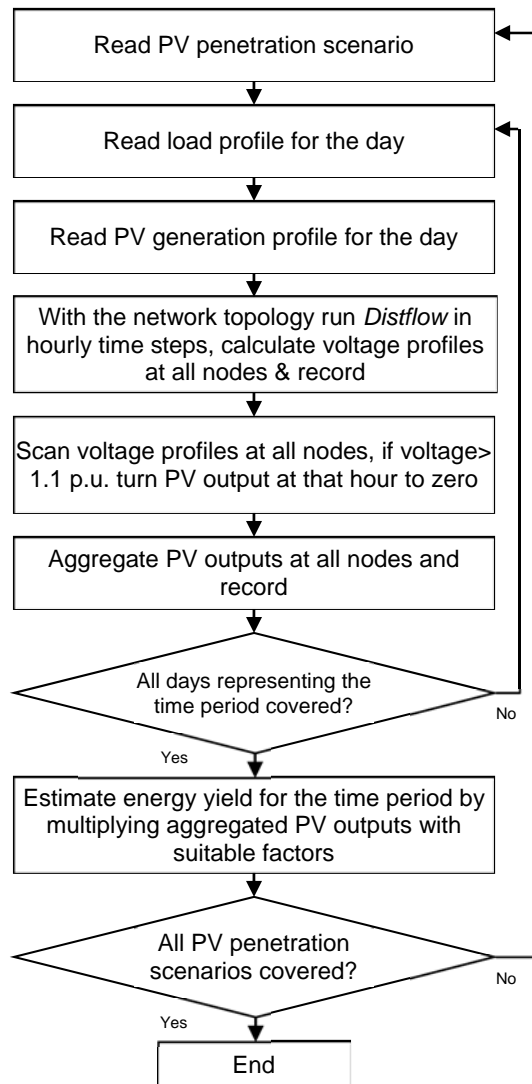 Read PV penetration scenario
Read load profile for the day
Read PV generation profile for the day
With the network topology run Distflow in
hourly time steps, calculate voltage profiles
at all nodes & record
Scan voltage profiles at all nodes, if voltage>
1.1 p.u. turn PV output at that hour to zero
Aggregate PV outputs at all nodes and
record
All days representing the
time period covered?
No
Yes
Estimate energy yield for the time period by
multiplying aggregated PV outputs with
suitable factors
All PV penetration
scenarios covered?
No
Yes
End